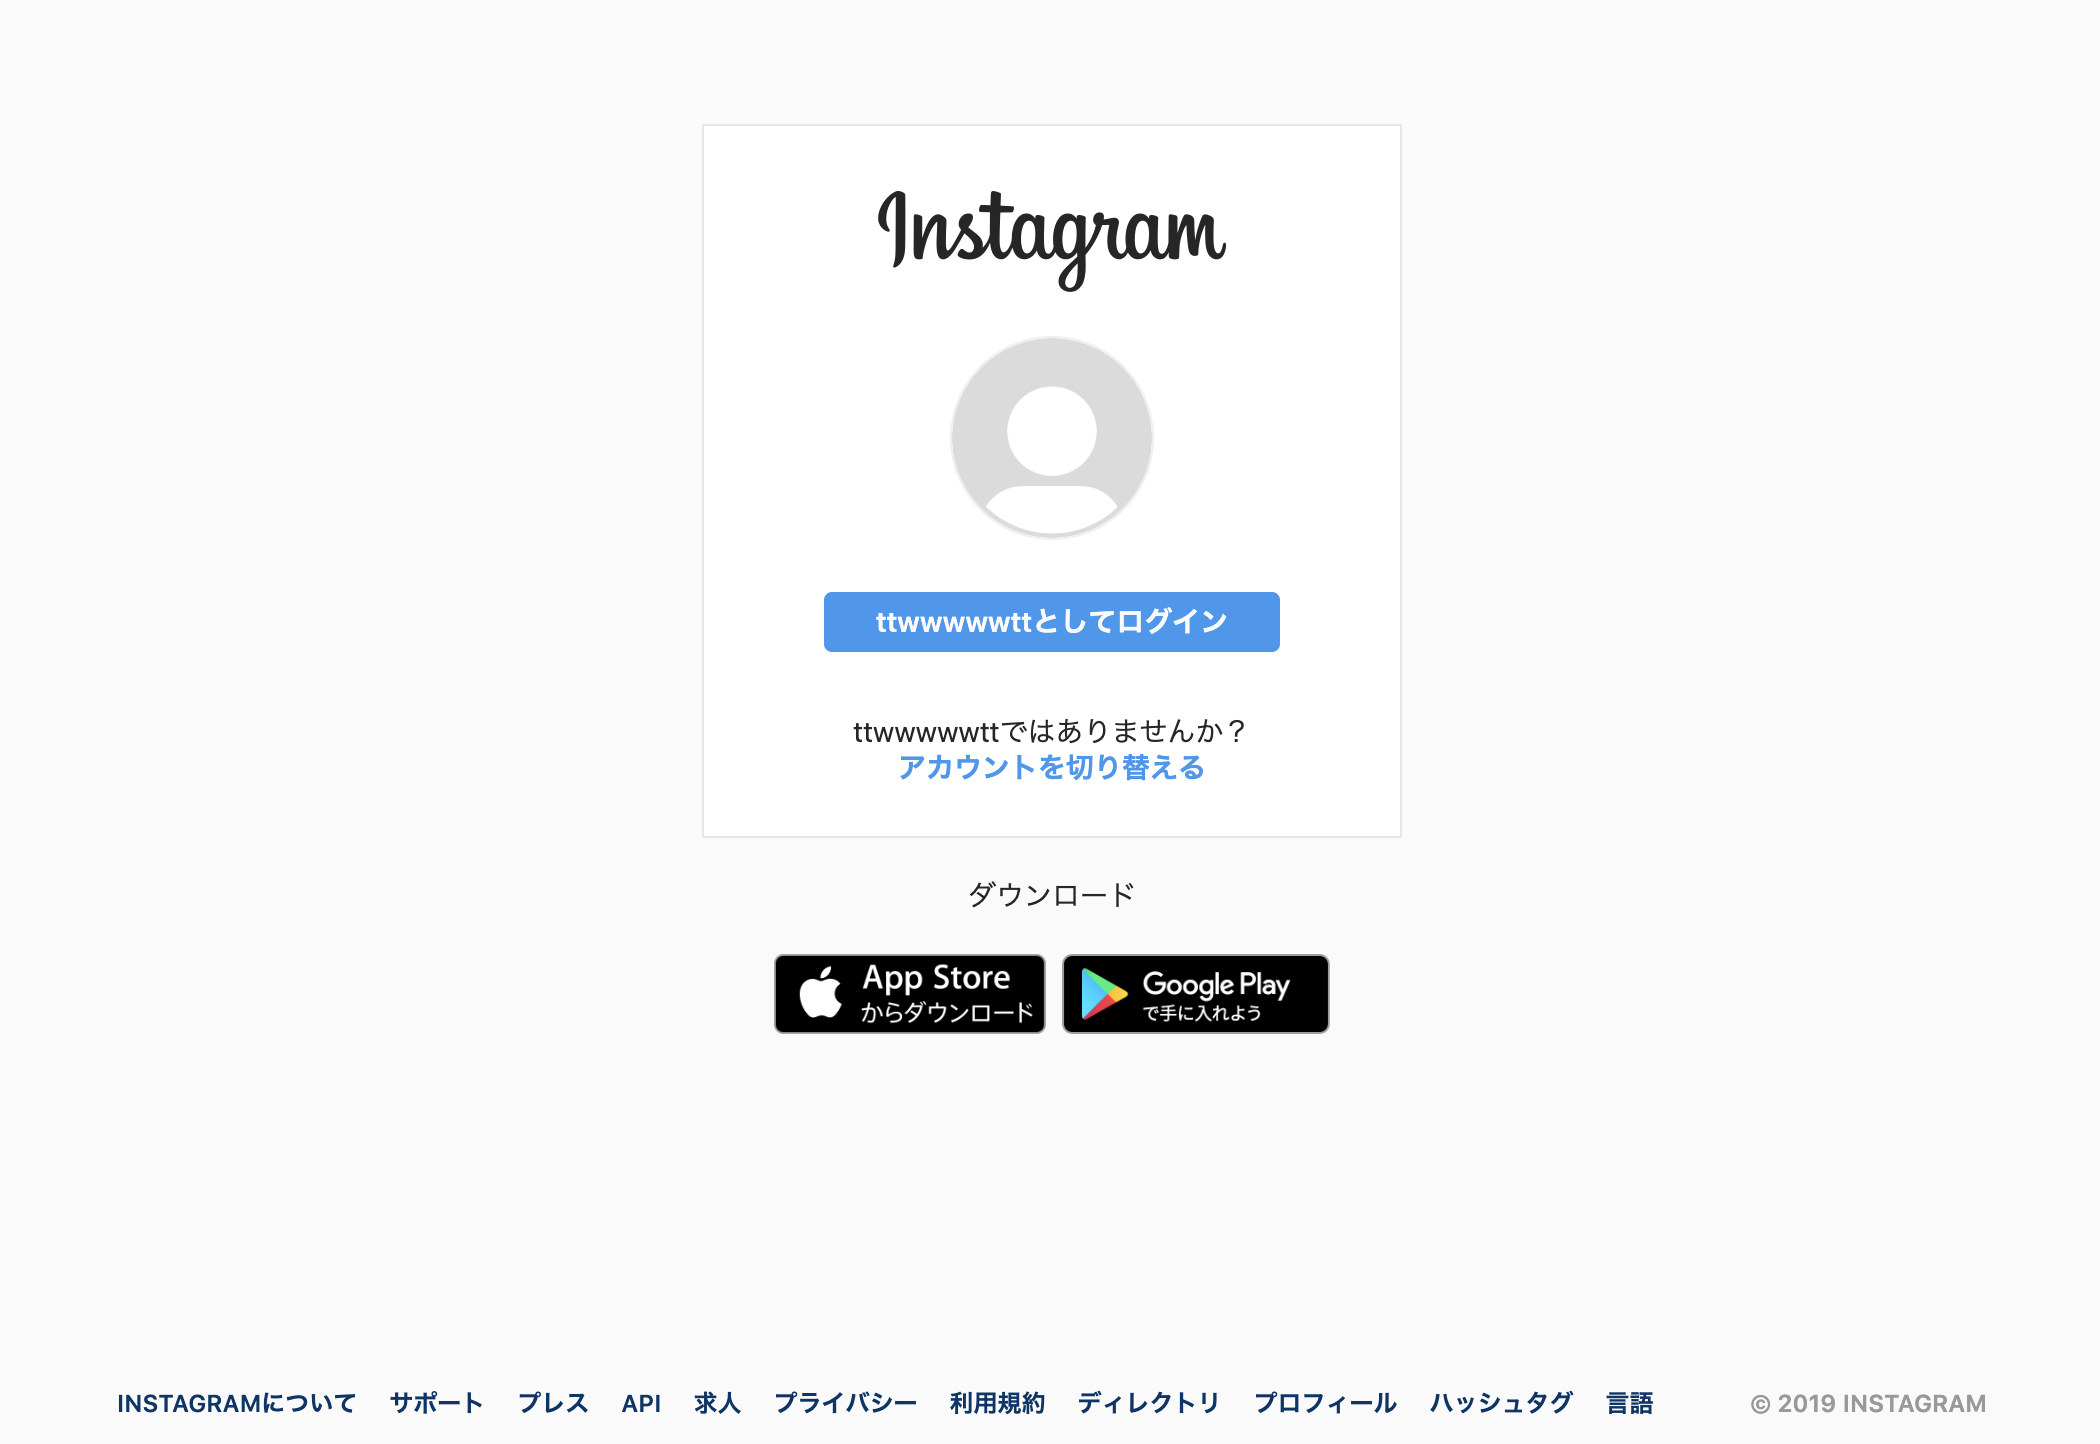 Instagram
ttwwwwwttとしてログイン
ttwwwwwttではありませんか？
アカウントを切り替える
ダウンロード
App Store
からダウンロード
Google Play
で手に入れよう
INSTAGRAMについて サポート プレス API 求人 プライバシー 利用規約 ディレクトリ プロフィール ハッシュタグ 言語 © 2019 INSTAGRAM